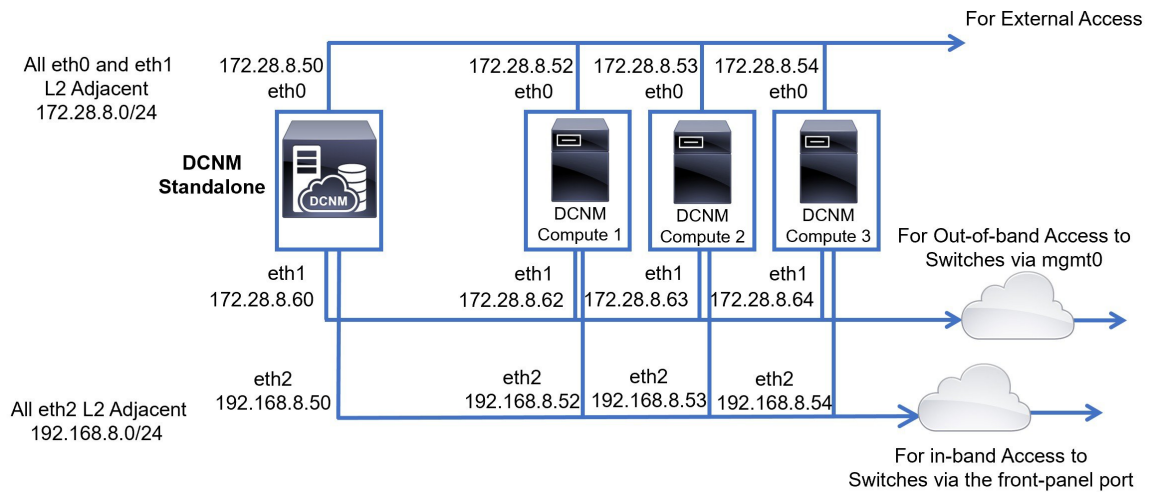 For External Access
All eth0 and eth1
L2 Adjacent
172.28.8.0/24
172.28.8.50
eth0
172.28.8.52
eth0
172.28.8.53
eth0
172.28.8.54
eth0
DCNM
Standalone
DCNM
DCNM
Compute 1
DCNM
Compute 2
DCNM
Compute 3
For Out-of-band Access to
Switches via mgmt0
eth1
172.28.8.60
eth1
172.28.8.62
eth1
172.28.8.63
eth1
172.28.8.64
eth2
192.168.8.50
eth2
192.168.8.52
eth2
192.168.8.53
eth2
192.168.8.54
All eth2 L2 Adjacent
192.168.8.0/24
For in-band Access to
Switches via the front-panel port